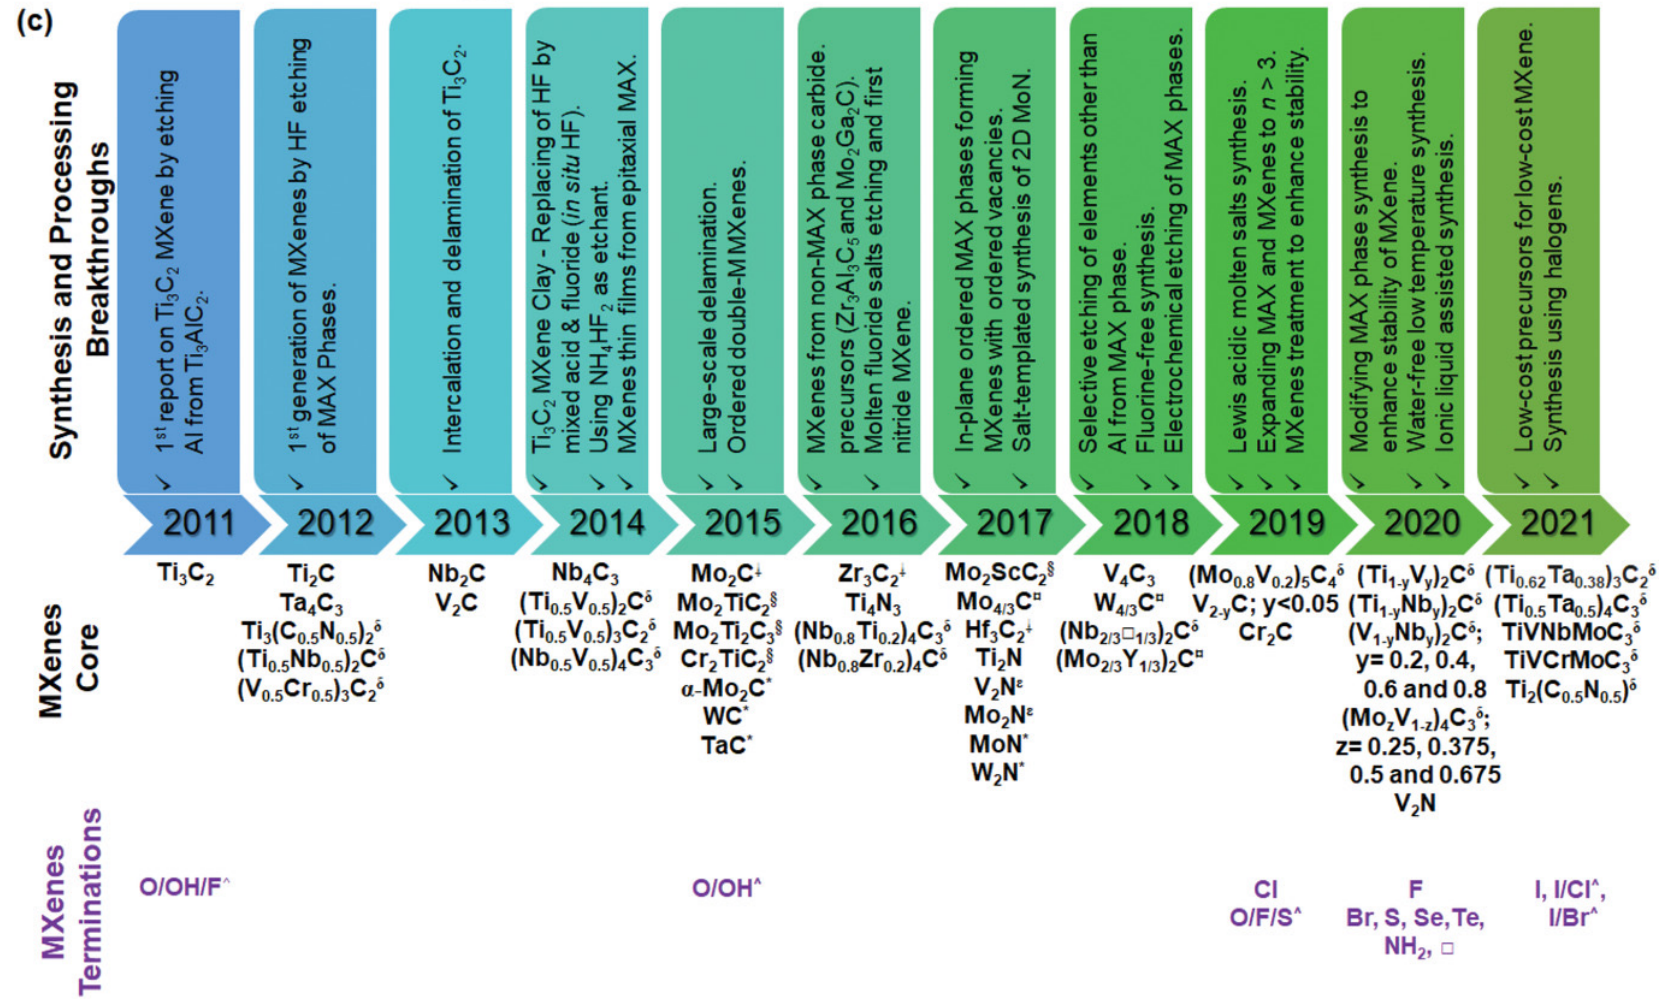 (c)
Synthesis and Processing
Breakthroughs
✓ 1st report on Ti3C2 MXene by etching
Al from Ti3AlC2.
✓ 1st generation of MXenes by HF etching
of MAX Phases.
✓ Intercalation and delamination of Ti3C2.
✓ Ti3C2 MXene Clay - Replacing of HF by
mixed acid & fluoride (in situ HF).
✓ Using NH4HF2 as etchant.
✓ MXenes thin films from epitaxial MAX.
✓ Large-scale delamination.
✓ Ordered double-M MXenes.
✓ MXenes from non-MAX phase carbide.
precursors (Zr3Al3C5 and Mo2Ga2C).
✓ Molten fluoride salts etching and first
nitride MXene.
✓ In-plane ordered MAX phases forming
MXenes with ordered vacancies.
✓ Salt-templated synthesis of 2D MoN.
✓ Selective etching of elements other than
Al from MAX phase.
✓ Fluorine-free synthesis.
✓ Electrochemical etching of MAX phases.
✓ Lewis acidic molten salts synthesis.
✓ Expanding MAX and MXenes to n > 3.
✓ MXenes treatment to enhance stability.
✓ Modifying MAX phase synthesis to
enhance stability of MXene.
✓ Water-free low temperature synthesis.
✓ Ionic liquid assisted synthesis.
✓ Low-cost precursors for low-cost MXene.
✓ Synthesis using halogens.
2011 2012 2013 2014 2015 2016 2017 2018 2019 2020 2021
MXenes
Core
Ti3C2
Ti2C
Ta4C3
Ti3(C0.5N0.5)2δ
(Ti0.5Nb0.5)2Cδ
(V0.5Cr0.5)3C2δ
Nb2C
V2C
Nb4C3
(Ti0.5V0.5)2Cδ
(Ti0.5V0.5)3C2δ
(Nb0.5V0.5)4C3δ
Mo2C⸸
Mo2TiC2§
Mo2Ti2C3§
Cr2TiC2§
α-Mo2C*
WC*
TaC*
Zr3C2⸸
Ti4N3
(Nb0.8Ti0.2)4C3δ
(Nb0.8Zr0.2)4Cδ
Mo2ScC2§
Mo4/3C¤
Hf3C2⸸
Ti2N
V2Nε
Mo2Nε
MoN*
W2N*
V4C3
W4/3C¤
(Nb2/3□1/3)2Cδ
(Mo2/3Y1/3)2C¤
(Mo0.8V0.2)5C4δ
V2-yC; y<0.05
Cr2C
(Ti1-yVy)2Cδ
(Ti1-yNby)2Cδ
(V1-yNby)2Cδ;
y= 0.2, 0.4,
0.6 and 0.8
(MozV1-z)4C3δ;
z= 0.25, 0.375,
0.5 and 0.675
V2N
(Ti0.62Ta0.38)3C2δ
(Ti0.5Ta0.5)4C3δ
TiVNbMoC3δ
TiVCrMoC3δ
Ti2(C0.5N0.5)δ
MXenes
Terminations
O/OH/F^
O/OH^
Cl
O/F/S^
F
Br, S, Se, Te,
NH2, □
I, I/Cl^,
I/Br^